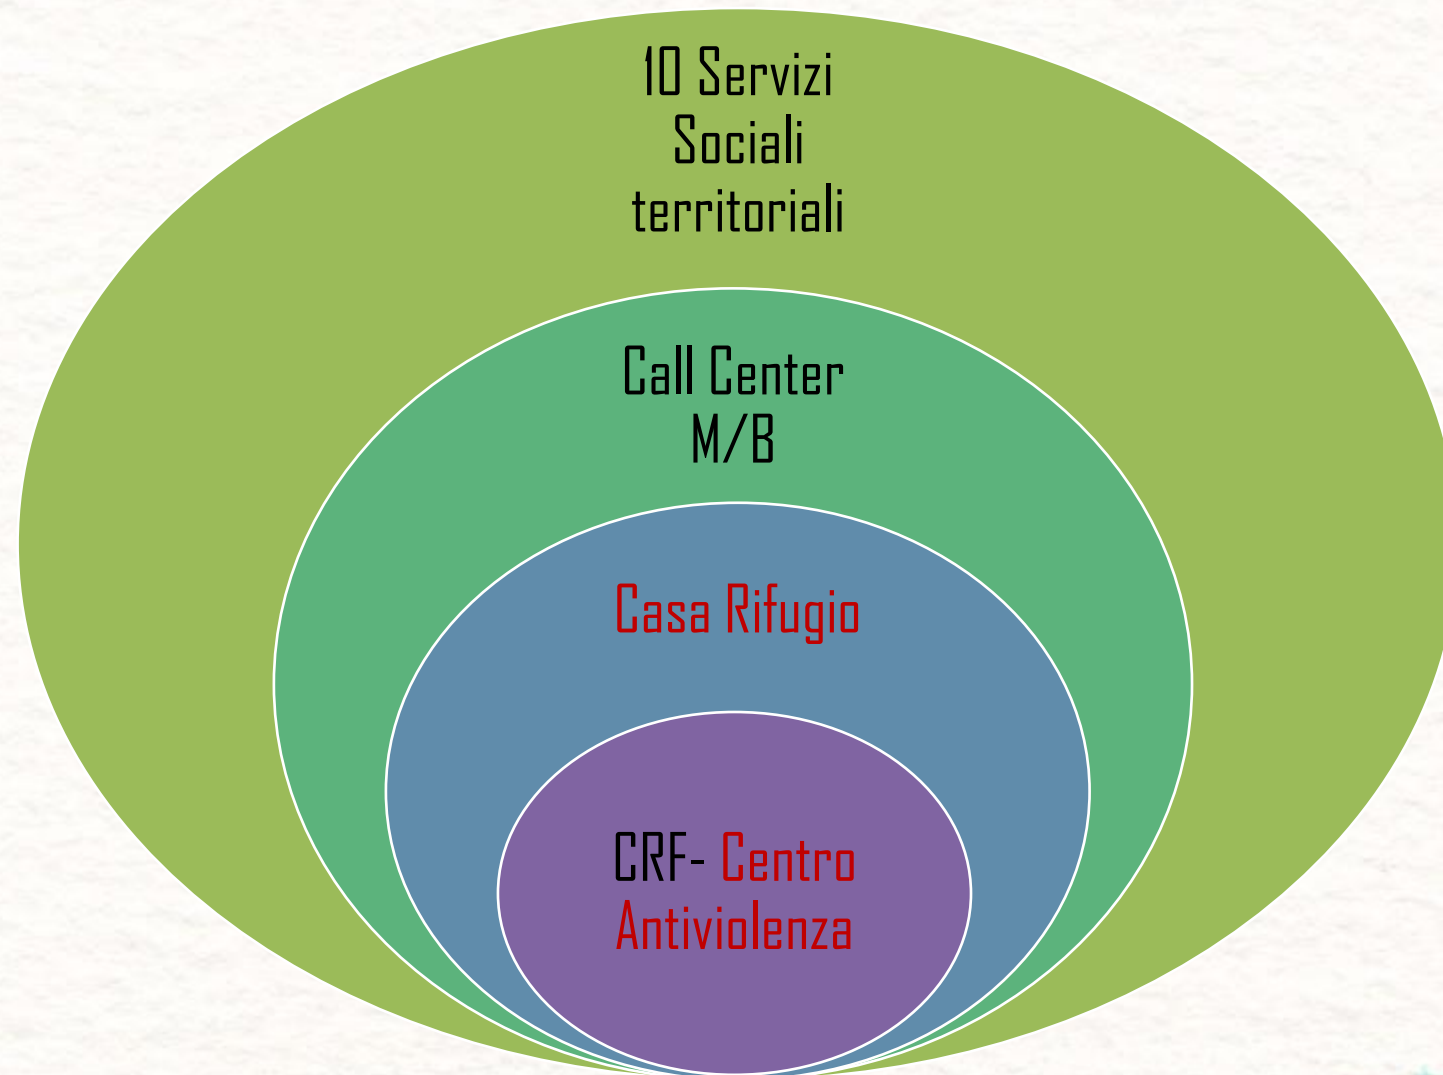 10 Servizi
Sociali
territoriali
Call Center
M/B
Casa Rifugio
CRF- Centro
Antiviolenza